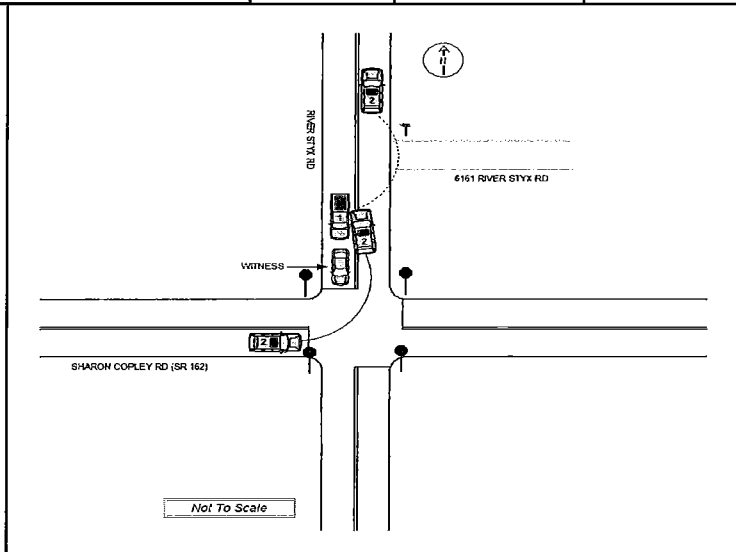 N
2
RIVER STYX RD
6161 RIVER STYX RD
1
2
WITNESS
2
SHARON COPLEY RD (SR 162)
Not To Scale